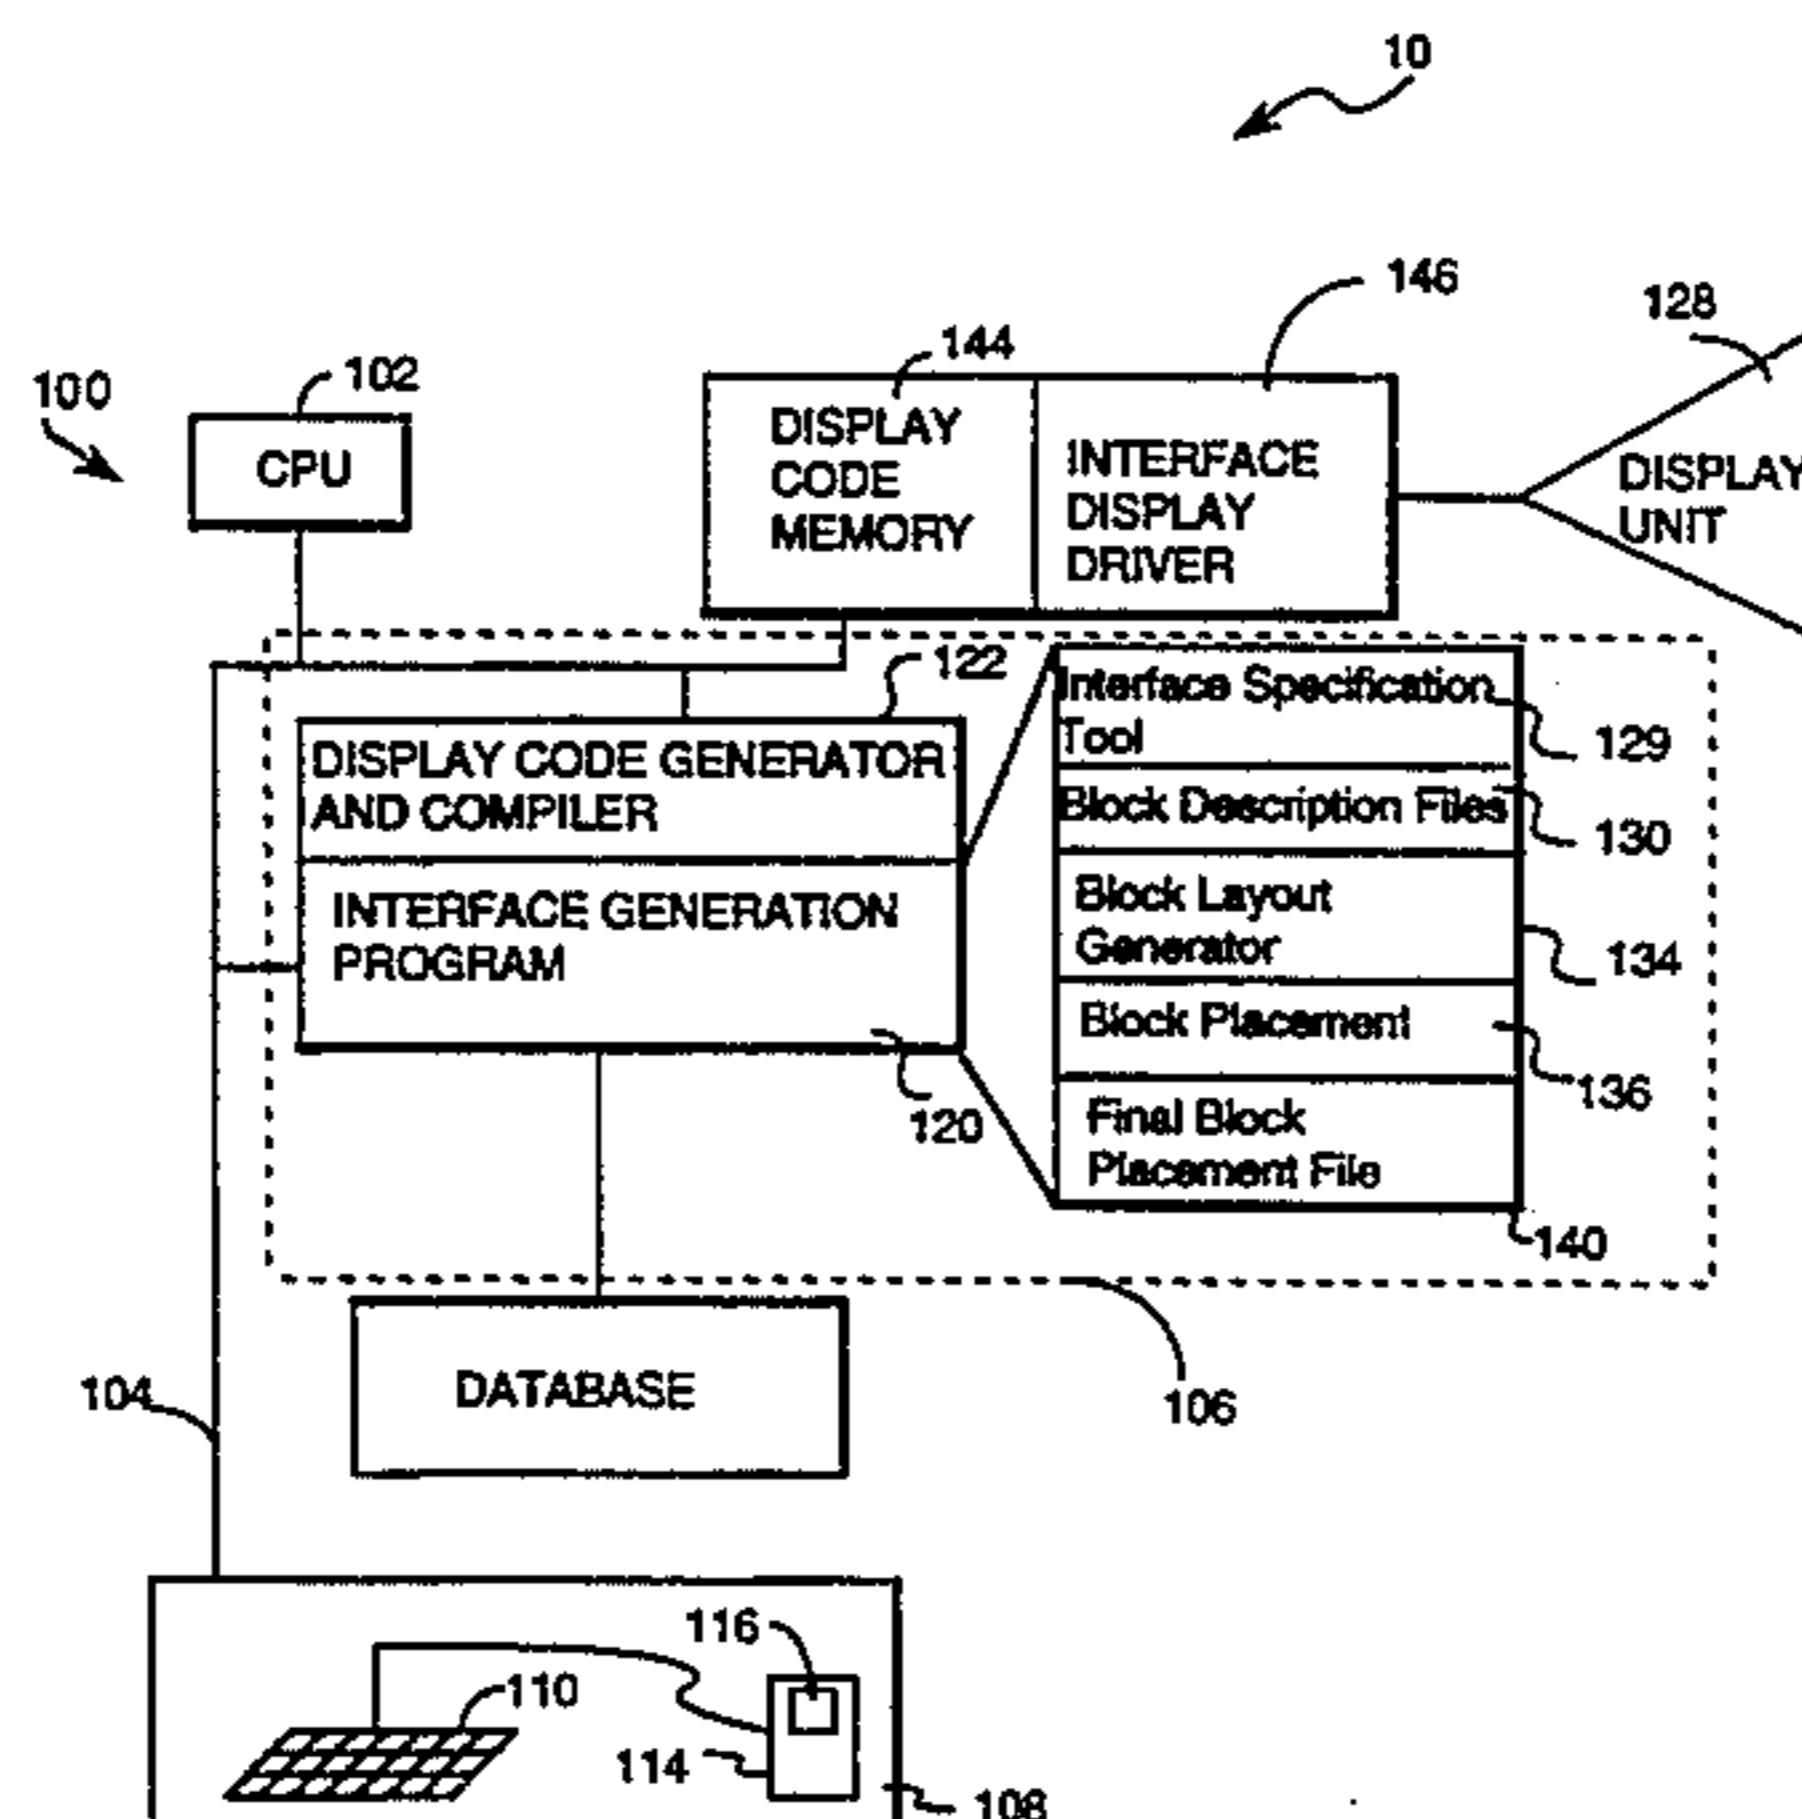 10
146
128
144
102
100
CPU
DISPLAY
CODE
MEMORY
INTERFACE
DISPLAY
DRIVER
DISPLAY
UNIT
122
DISPLAY CODE GENERATOR
AND COMPILER
INTERFACE GENERATION
PROGRAM
120
Interface Specification
Tool
129
Block Description Files
130
Block Layout
Generator
134
Block Placement
136
Final Block
Placement File
140
106
DATABASE
104
116
110
114
108